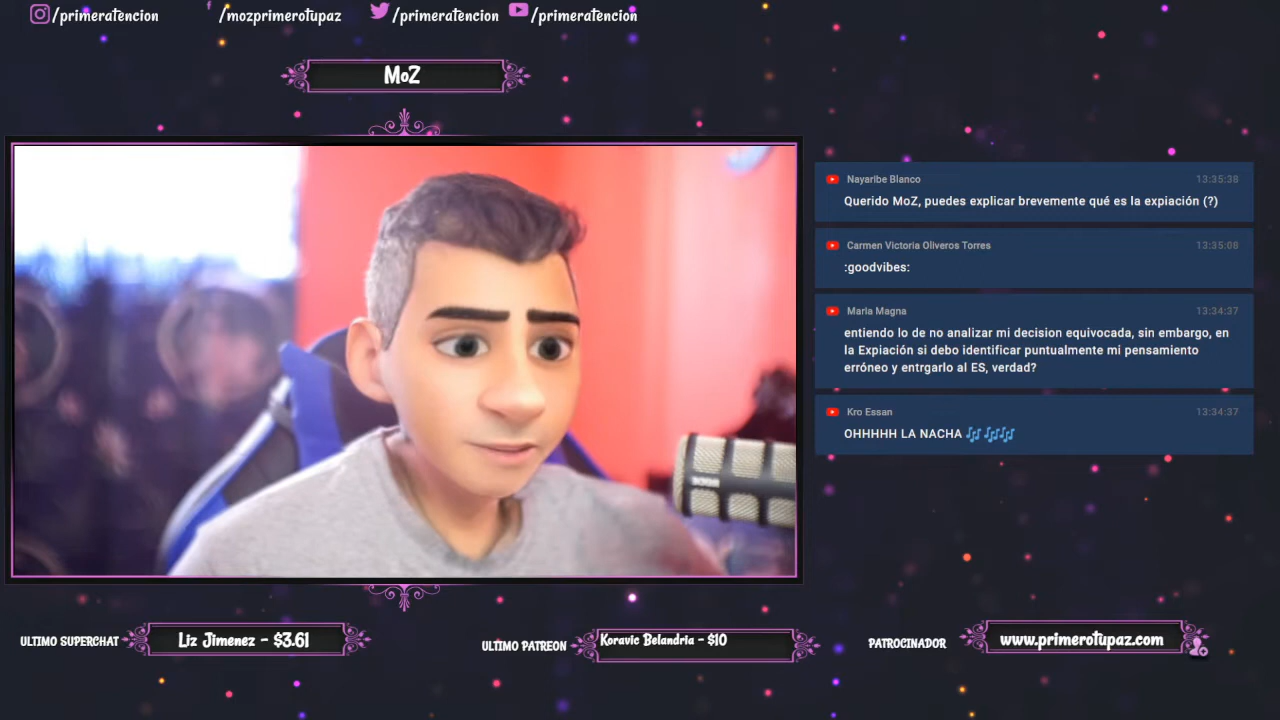 /primeratencion
/mozprimerotupaz
/primeratencion
/primeratencion
MoZ
Nayaribe Blanco
13:35:38
Querido MoZ, puedes explicar brevemente qué es la expiación (?)
Carmen Victoria Oliveros Torres
13:35:08
:goodvibes:
Maria Magna
13:34:37
entiendo lo de no analizar mi decision equivocada, sin embargo, en
la Expiación si debo identificar puntualmente mi pensamiento
erróneo y entrgarlo al ES, verdad?
Kro Essan
13:34:37
OHHHHH LA NACHA 🎶 🎶🎶
ULTIMO SUPERCHAT
Liz Jimenez - $3.61
ULTIMO PATREON
Koravic Belandria - $10
PATROCINADOR
www.primerotupaz.com